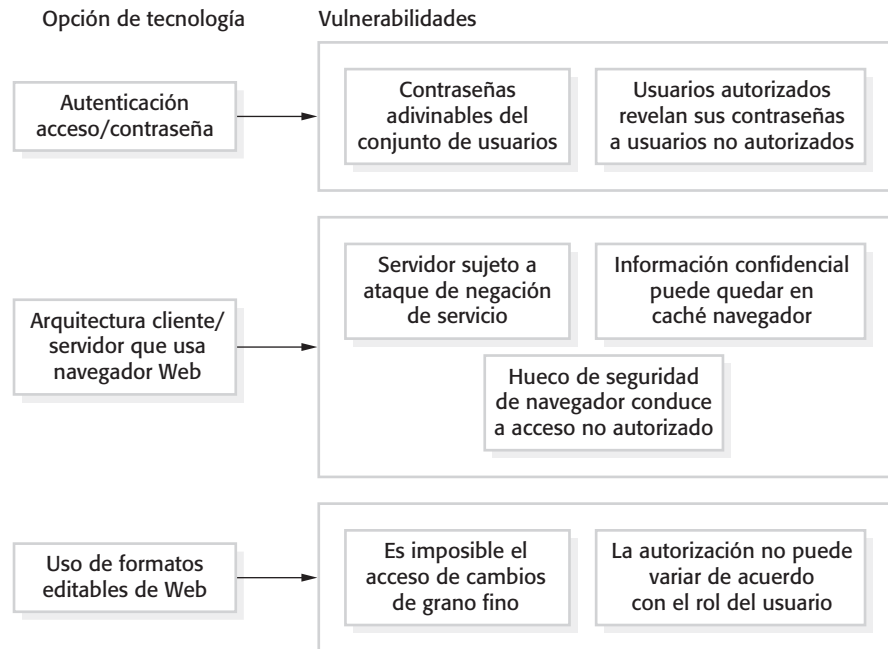 Opción de tecnología
Vulnerabilidades
Autenticación
acceso/contraseña
Contraseñas
adivinables del
conjunto de usuarios
Usuarios autorizados
revelan sus contraseñas
a usuarios no autorizados
Arquitectura cliente/
servidor que usa
navegador Web
Servidor sujeto a
ataque de negación
de servicio
Información confidencial
puede quedar en
caché navegador
Hueco de seguridad
de navegador conduce
a acceso no autorizado
Uso de formatos
editables de Web
Es imposible el
acceso de cambios
de grano fino
La autorización no puede
variar de acuerdo
con el rol del usuario